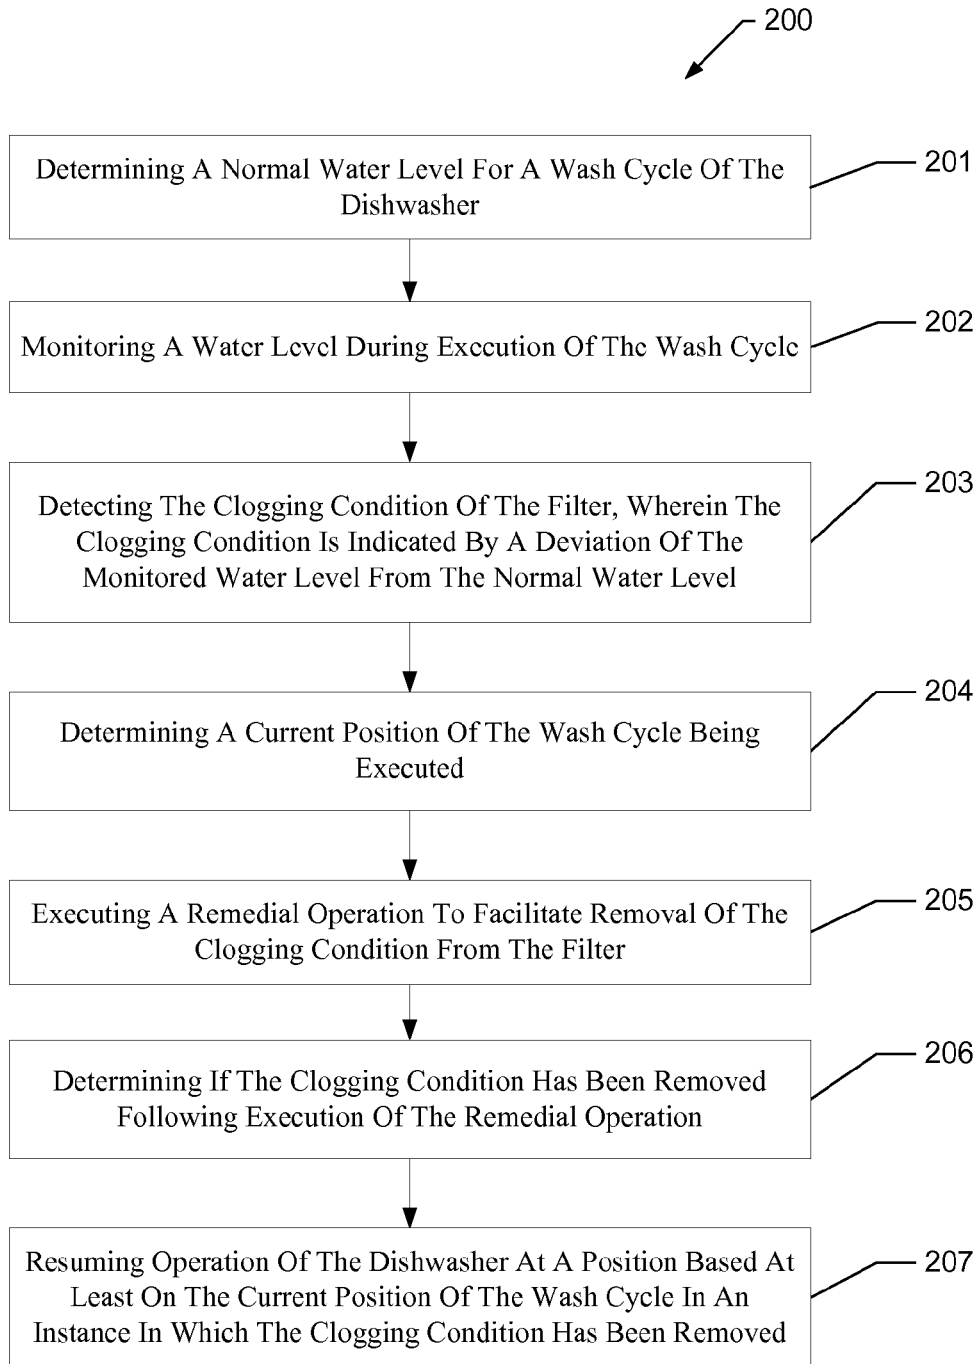 200
Determining A Normal Water Level For A Wash Cycle Of The
Dishwasher
201
Monitoring A Water Level During Execution Of The Wash Cycle
202
Detecting The Clogging Condition Of The Filter, Wherein The
Clogging Condition Is Indicated By A Deviation Of The
Monitored Water Level From The Normal Water Level
203
Determining A Current Position Of The Wash Cycle Being
Executed
204
Executing A Remedial Operation To Facilitate Removal Of The
Clogging Condition From The Filter
205
Determining If The Clogging Condition Has Been Removed
Following Execution Of The Remedial Operation
206
Resuming Operation Of The Dishwasher At A Position Based At
Least On The Current Position Of The Wash Cycle In An
Instance In Which The Clogging Condition Has Been Removed
207